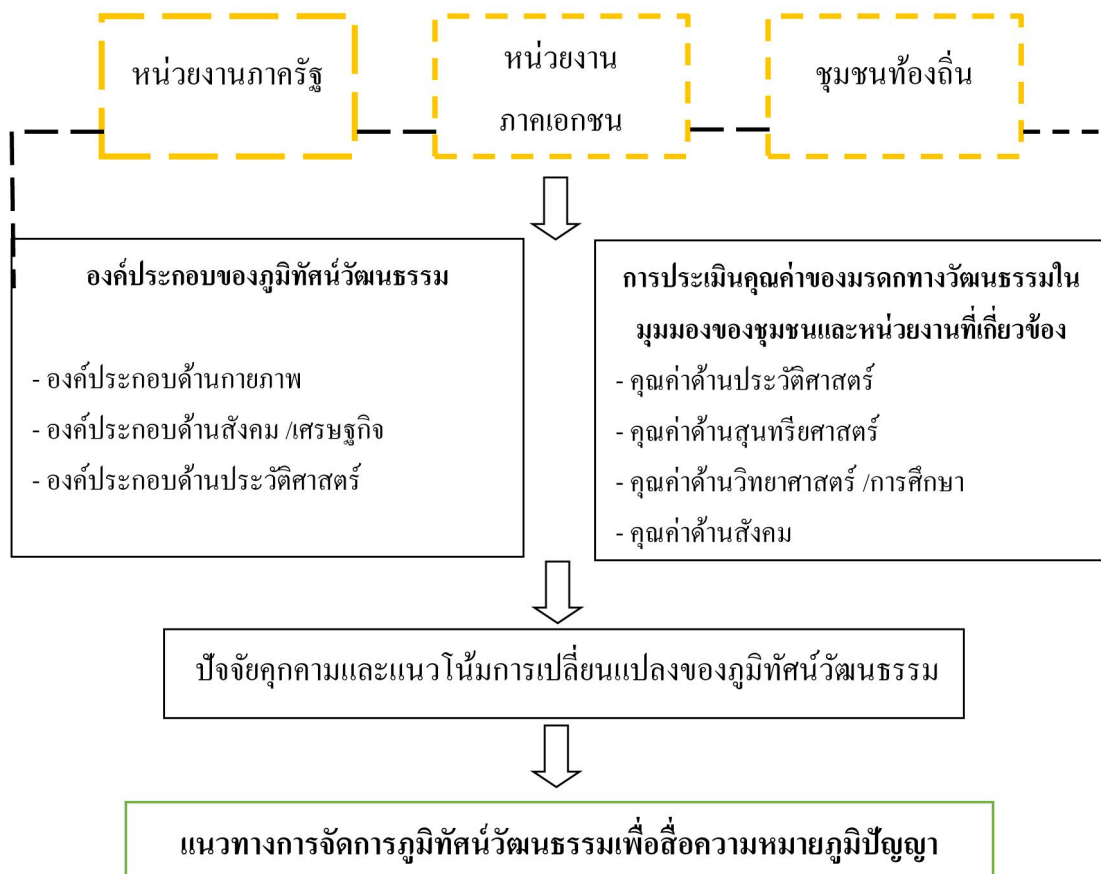 หน่วยงานภาครัฐ
หน่วยงาน
ภาคเอกชน
ชุมชนท้องถิ่น
องค์ประกอบของภูมิทัศน์วัฒนธรรม
- องค์ประกอบด้านกายภาพ
- องค์ประกอบด้านสังคม /เศรษฐกิจ
- องค์ประกอบด้านประวัติศาสตร์
การประเมินคุณค่าของมรดกทางวัฒนธรรมใน
มุมมองของชุมชนและหน่วยงานที่เกี่ยวข้อง
- คุณค่าด้านประวัติศาสตร์
- คุณค่าด้านสุนทรียศาสตร์
- คุณค่าด้านวิทยาศาสตร์ /การศึกษา
- คุณค่าด้านสังคม
ปัจจัยคุกคามและแนวโน้มการเปลี่ยนแปลงของภูมิทัศน์วัฒนธรรม
แนวทางการจัดการภูมิทัศน์วัฒนธรรมเพื่อสื่อความหมายภูมิปัญญา